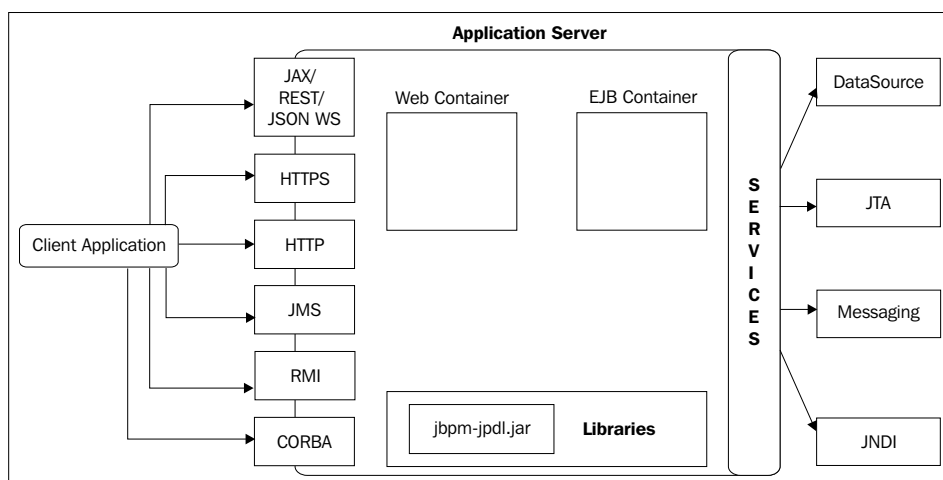 Application Server
JAX/
REST/
JSON WS
HTTPS
HTTP
JMS
RMI
CORBA
Client Application
Web Container
EJB Container
jbpm-jpdl.jar
Libraries
S
E
R
V
I
C
E
S
DataSource
JTA
Messaging
JNDI